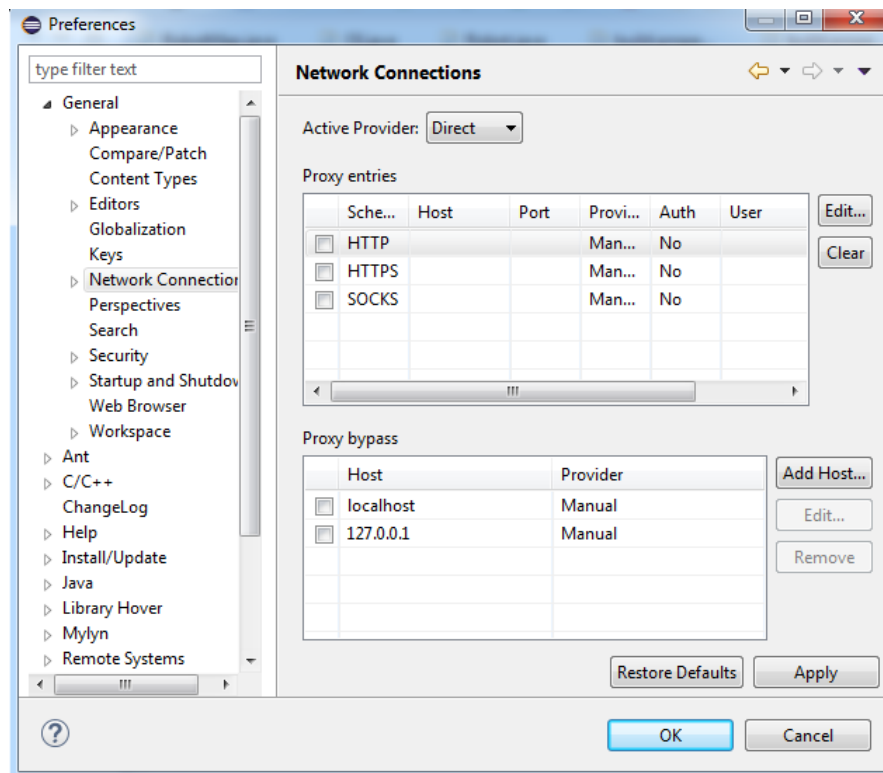 Preferences
type filter text
General
Appearance
Compare/Patch
Content Types
Editors
Globalization
Keys
Network Connection
Perspectives
Search
Security
Startup and Shutdov
Web Browser
Workspace
Ant
C/C++
ChangeLog
Help
Install/Update
Java
Library Hover
Mylyn
Remote Systems
Network Connections
Active Provider: Direct
Proxy entries
Sche... Host Port Provi... Auth User
HTTP Man... No
HTTPS Man... No
SOCKS Man... No
Edit...
Clear
Proxy bypass
Host Provider
localhost Manual
127.0.0.1 Manual
Add Host...
Edit...
Remove
Restore Defaults Apply
OK Cancel